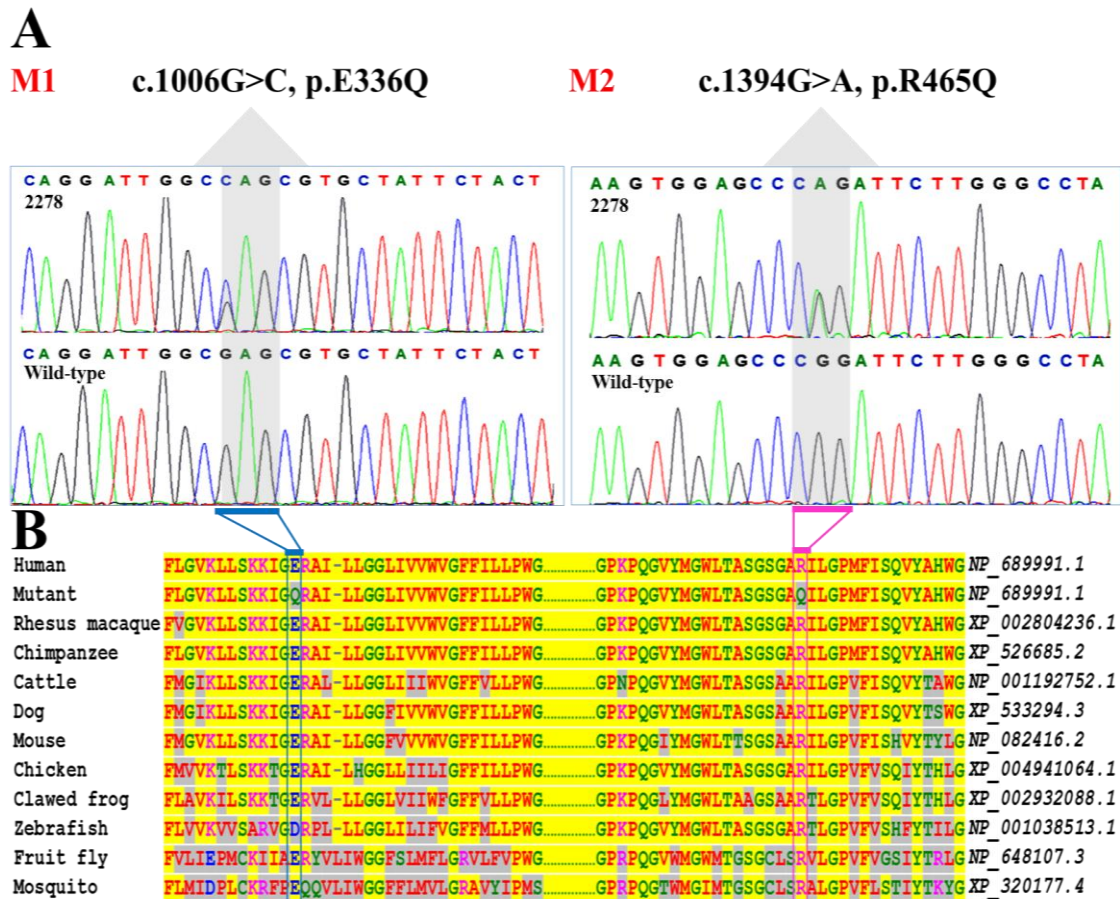 A
M1 c.1006G>C, p.E336Q
M2 c.1394G>A, p.R465Q
C A G G A T T G G C C A G C G T G C T A T T C T A C T
2278
C A G G A T T G G C G A G C G T G C T A T T C T A C T
Wild-type
A A G T G G A G C C C A G A T T C T T G G G C C T A
2278
A A G T G G A G C C C G G A T T C T T G G G C C T A
Wild-type
B
Human FLGVKLLSKKIGERAI-LLGGLIVVWVGFFILLPWG............GPKPQGVYMGWLTASGSGARILGPMFISQVYAHWG NP_689991.1
Mutant FLGVKLLSKKIGQRAI-LLGGLIVVWVGFFILLPWG............GPKPQGVYMGWLTASGSGAQILGPMFISQVYAHWG NP_689991.1
Rhesus macaque FVGVKLLSKKIGERAI-LLGGLIVVWVGFFILLPWG............GPKPQGVYMGWLTASGSGARILGPMFISQVYAHWG XP_002804236.1
Chimpanzee FLGVKLLSKKIGERAI-LLGGLIVVWVGFFILLPWG............GPKPQGVYMGWLTASGSGARILGPMFISQVYAHWG XP_526685.2
Cattle FMGIKLLSKKIGERAL-LLGGLIIIWVGFFVLLPWG............GPNPQGVYMGWLTASGSAARILGPVFISQVYTAWG NP_001192752.1
Dog FMGIKLLSKKIGERAI-LLGGFIVVWVGFFILLPWG............GPKPQGVYMGWLTASGSAARILGPVFISQVYTSWG XP_533294.3
Mouse FMGVKLLSKKIGERAI-LLGGFVVVWVGFFILLPWG............GPKPQGIYMGWLTTSGSAARILGPVFISHVYTYLG NP_082416.2
Chicken FMVVKTLSKKTGERAI-LHGGLLIILIGFFILLPWG............GPKPQGVYMGWLTASGSGARILGPVFVSQIYTHLG XP_004941064.1
Clawed frog FLAVKILSKKTGERVL-LLGGLVIIWFGFFVLLPWG............GPKPQGLYMGWLTAAGSAARTLGPVFVSQIYTHLG XP_002932088.1
Zebrafish FLVVKVVSARVGDRPL-LLGGLILIFVGFFMLLPWG............GPKPQGVYMGWLTASGSGARTLGPVFVSHFYTILG NP_001038513.1
Fruit fly FVLIEPMCKIIAERYVLIWGGFSLMFLGRVLFVPWG............GPRPQGVWMGWMTGSGCLSRVLGPVFVGSIYTRLG NP_648107.3
Mosquito FLMIDPLCKRFPEQQVLIWGGFFLMVLGRAVYIPMS............GPRPQGTWMGIMTGSGCLSRALGPVFLSTIYTKYG XP_320177.4